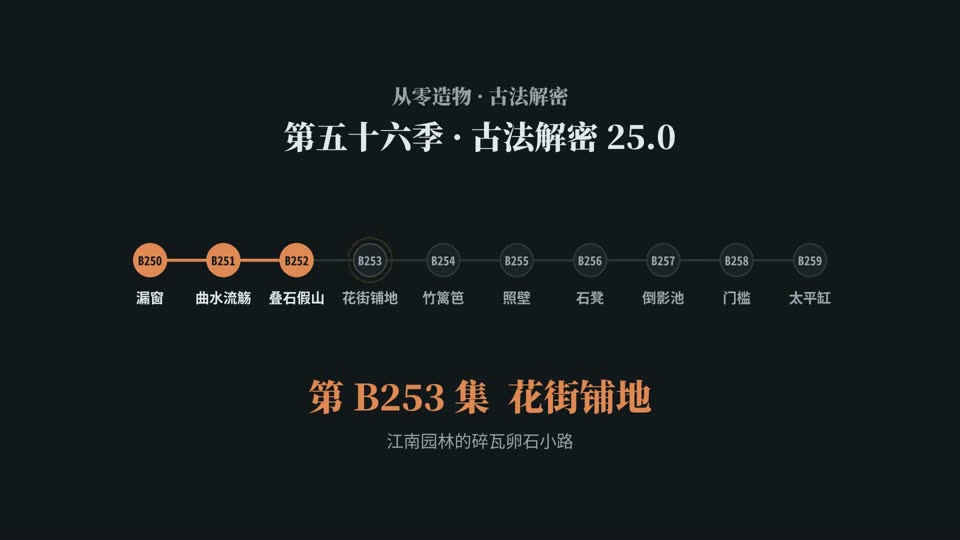 从零造物 · 古法解密
第五十六季 · 古法解密 25.0
B250 B251 B252 B253 B254 B255 B256 B257 B258 B259
漏窗 曲水流觞 叠石假山 花街铺地 竹篱笆 照壁 石凳 倒影池 门槛 太平缸
第 B253 集 花街铺地
江南园林的碎瓦卵石小路